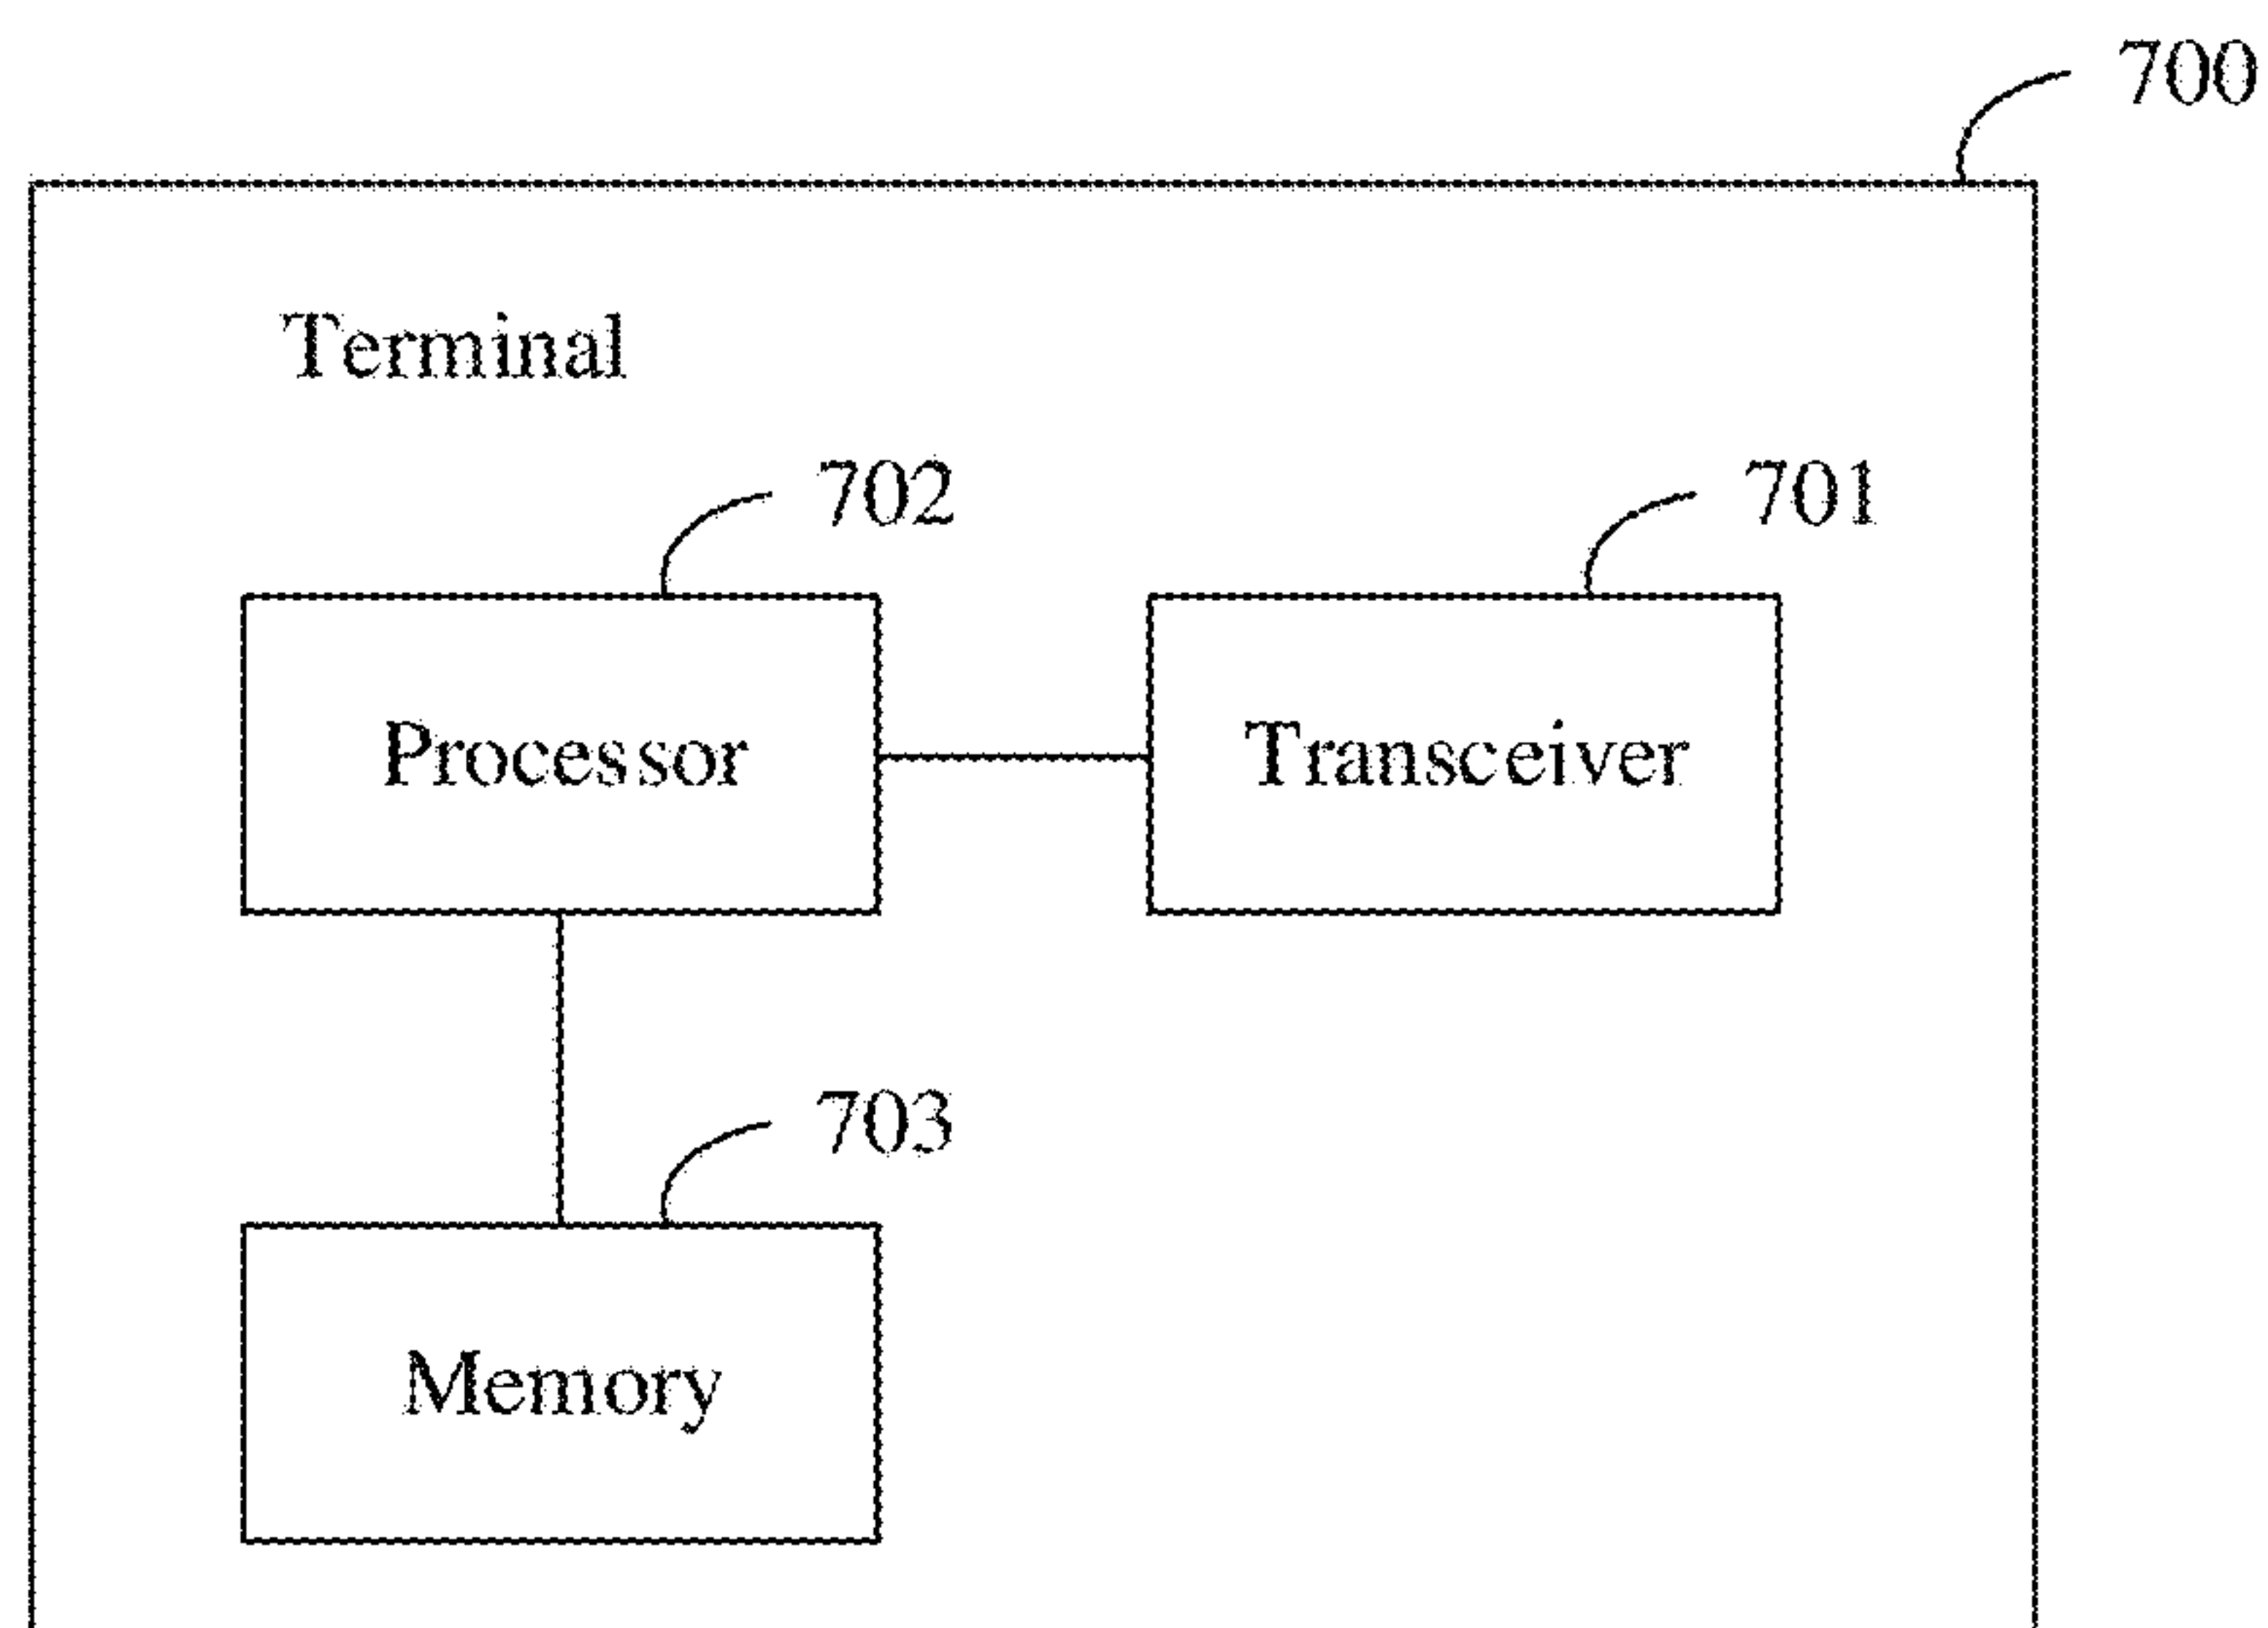 700
Terminal
702
701
Processor
Transceiver
703
Memory